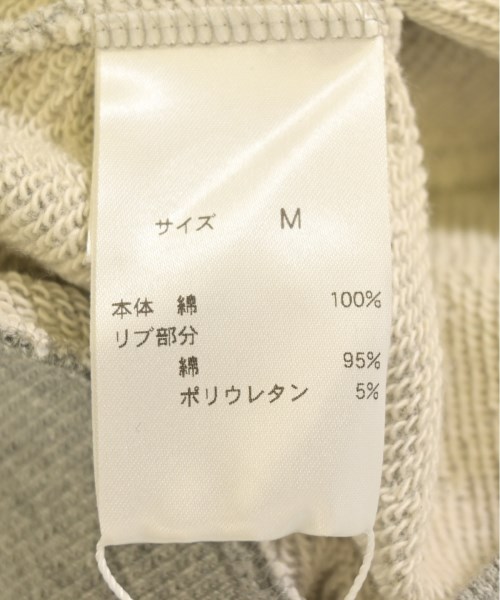 サイズ M
本体 綿 100%
リブ部分
綿 95%
ポリウレタン 5%